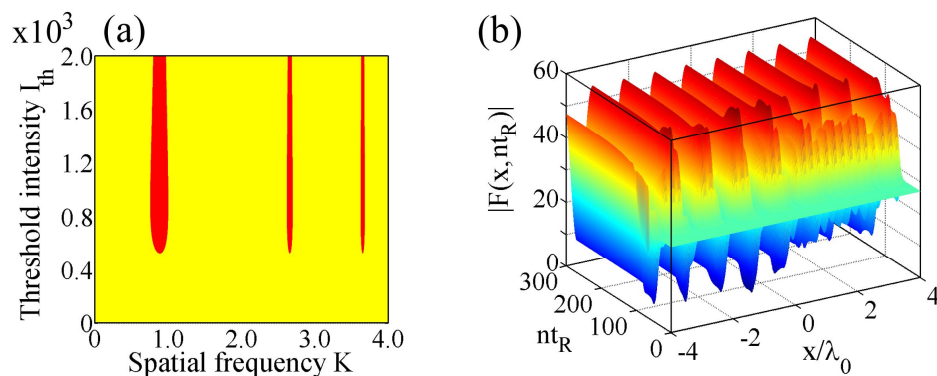 x10³ (a)
2.0
1.6
1.2
0.8
0.4
0
0 1.0 2.0 3.0 4.0
Threshold intensity I_th
Spatial frequency K
(b)
60
40
20
0
|F(x, nt_R)|
300
200
100
0
nt_R
-4 -2 0 2 4
x/λ_0